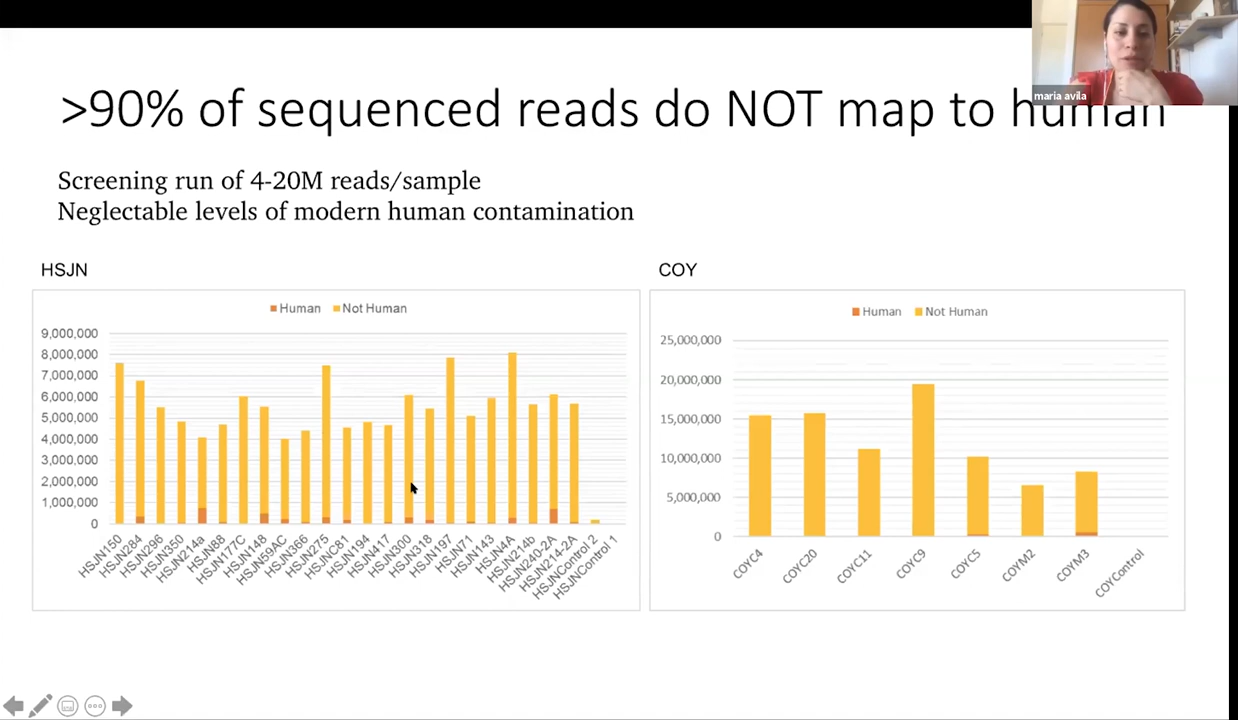 maria avila
>90% of sequenced reads do NOT map to human
Screening run of 4-20M reads/sample
Neglectable levels of modern human contamination
HSJN
Human Not Human
9,000,000
8,000,000
7,000,000
6,000,000
5,000,000
4,000,000
3,000,000
2,000,000
1,000,000
0
HSJN150
HSJN284
HSJN296
HSJN350
HSJN214a
HSJN88
HSJN177C
HSJN148
HSJN59AC
HSJN366
HSJN275
HSJNC81
HSJN194
HSJN417
HSJN300
HSJN318
HSJN197
HSJN71
HSJN143
HSJN4A
HSJN214b
HSJN240-2A
HSJN214-2A
HSJNControl 2
HSJNControl 1
COY
Human Not Human
25,000,000
20,000,000
15,000,000
10,000,000
5,000,000
0
COYC4
COYC20
COYC11
COYC9
COYC5
COYM2
COYM3
COYControl